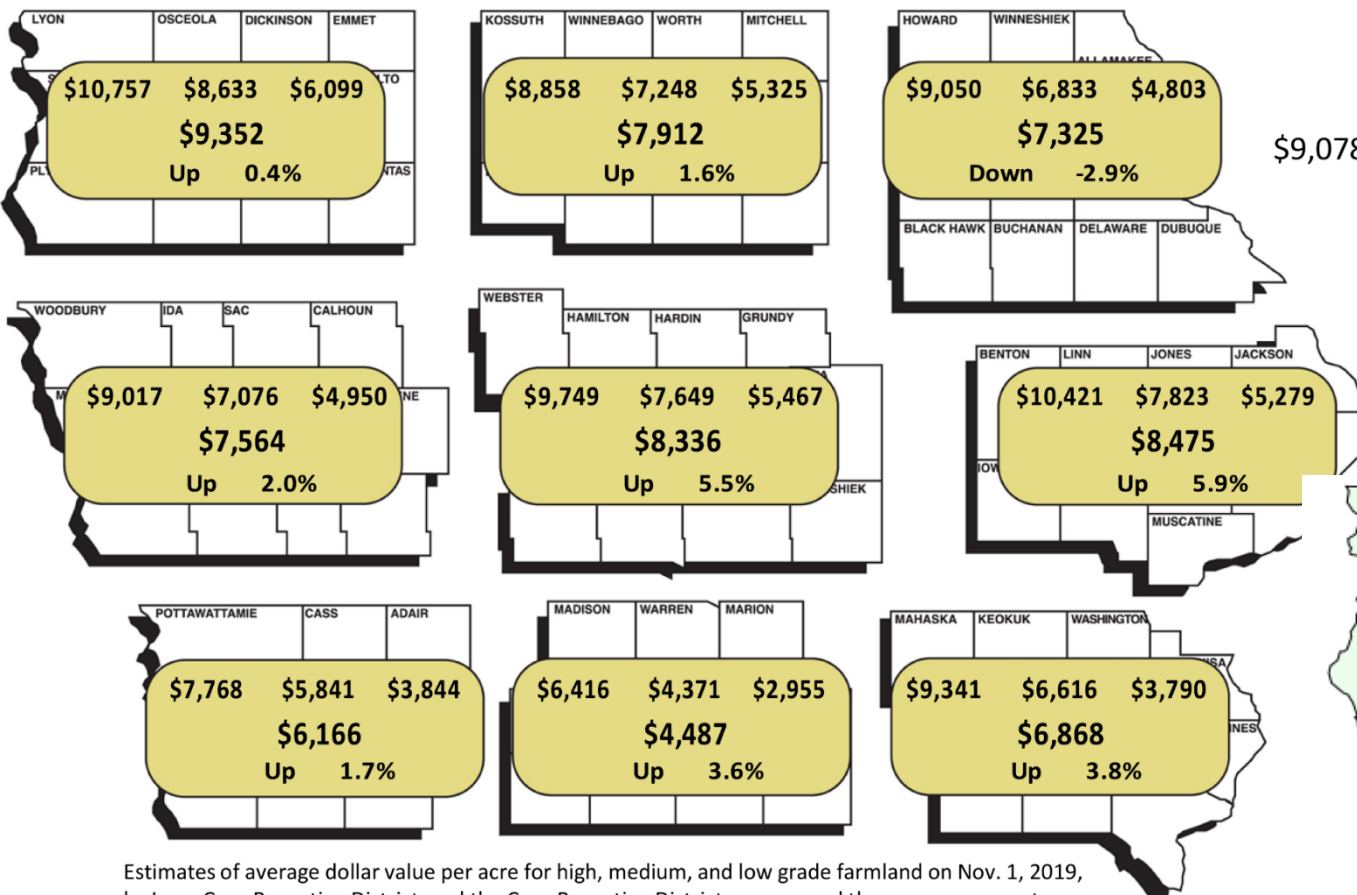 LYON OSCEOLA DICKINSON EMMET
$10,757 $8,633 $6,099
$9,352
Up 0.4%
KOSSUTH WINNEBAGO WORTH MITCHELL
$8,858 $7,248 $5,325
$7,912
Up 1.6%
HOWARD WINNESHIEK
ALLAMAKEE
$9,050 $6,833 $4,803
$7,325
Down -2.9%
BLACK HAWK BUCHANAN DELAWARE DUBUQUE
$9,078
WOODBURY IDA SAC CALHOUN
$9,017 $7,076 $4,950
$7,564
Up 2.0%
WEBSTER
HAMILTON HARDIN GRUNDY
$9,749 $7,649 $5,467
$8,336
Up 5.5%
SHIEK
BENTON LINN JONES JACKSON
$10,421 $7,823 $5,279
$8,475
IOW
Up 5.9%
MUSCATINE
POTTAWATTAMIE CASS ADAIR
$7,768 $5,841 $3,844
$6,166
Up 1.7%
MADISON WARREN MARION
$6,416 $4,371 $2,955
$4,487
Up 3.6%
MAHASKA KEOKUK WASHINGTON
ISA
$9,341 $6,616 $3,790
$6,868
INES
Up 3.8%
Estimates of average dollar value per acre for high, medium, and low grade farmland on Nov. 1, 2019,